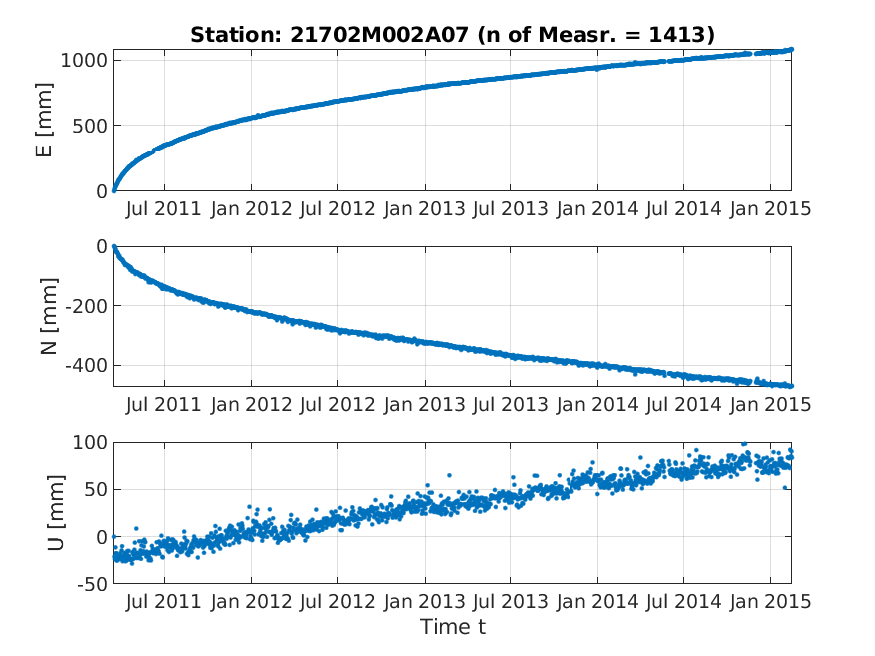 Station: 21702M002A07 (n of Measr. = 1413)
E [mm]
1000
500
0
Jul 2011 Jan 2012 Jul 2012 Jan 2013 Jul 2013 Jan 2014 Jul 2014 Jan 2015
N [mm]
0
-200
-400
Jul 2011 Jan 2012 Jul 2012 Jan 2013 Jul 2013 Jan 2014 Jul 2014 Jan 2015
U [mm]
100
50
0
-50
Jul 2011 Jan 2012 Jul 2012 Jan 2013 Jul 2013 Jan 2014 Jul 2014 Jan 2015
Time t